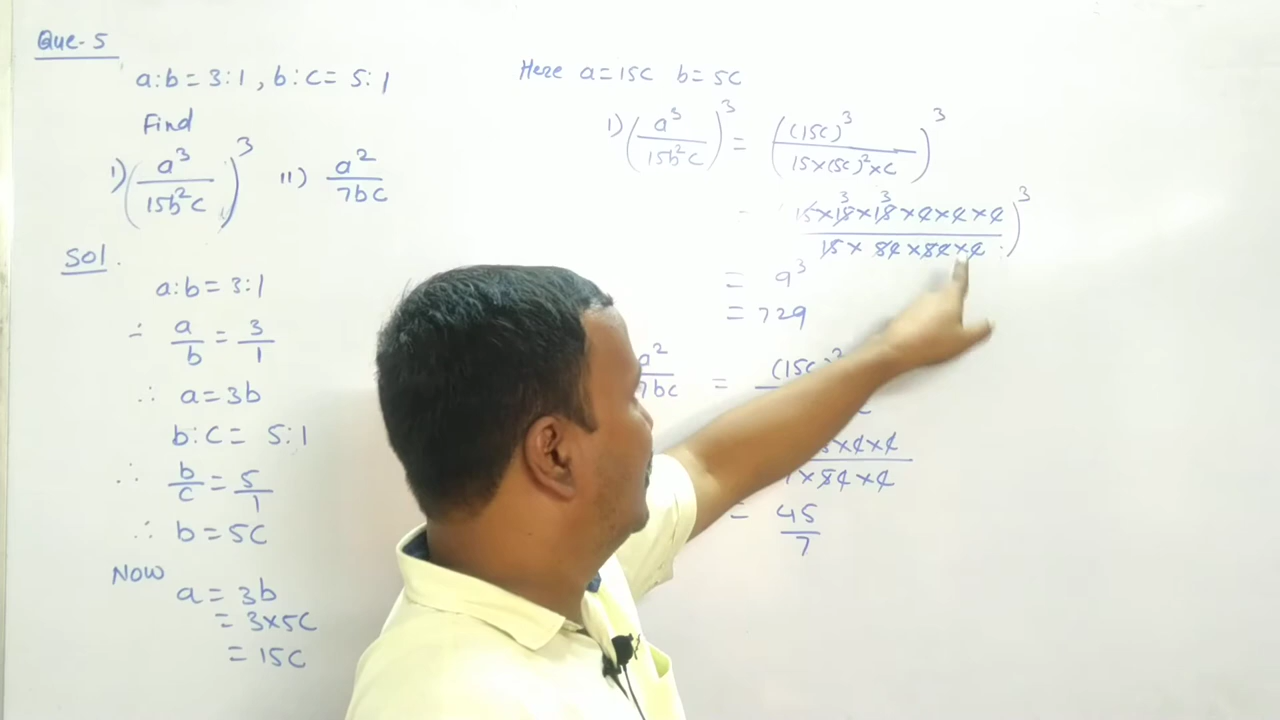 Que-5
a:b = 3:1, b:c = 5:1
Find
i) (a³/15b²c)³ ii) a²/7bc
Sol.
a:b = 3:1
∴ a/b = 3/1
∴ a = 3b
b:c = 5:1
∴ b/c = 5/1
∴ b = 5c
Now
a = 3b
= 3×5c
= 15c
Here a = 15c b = 5c
i) (a³/15b²c)³ = ((15c)³/15×(5c)²×c)³
= 15×15×15×c×c×c/15×5c×5c×c)³
3 3
= 9³
= 729
a²/7bc = (15c)²
×c×c/×5c×c
= 45/7